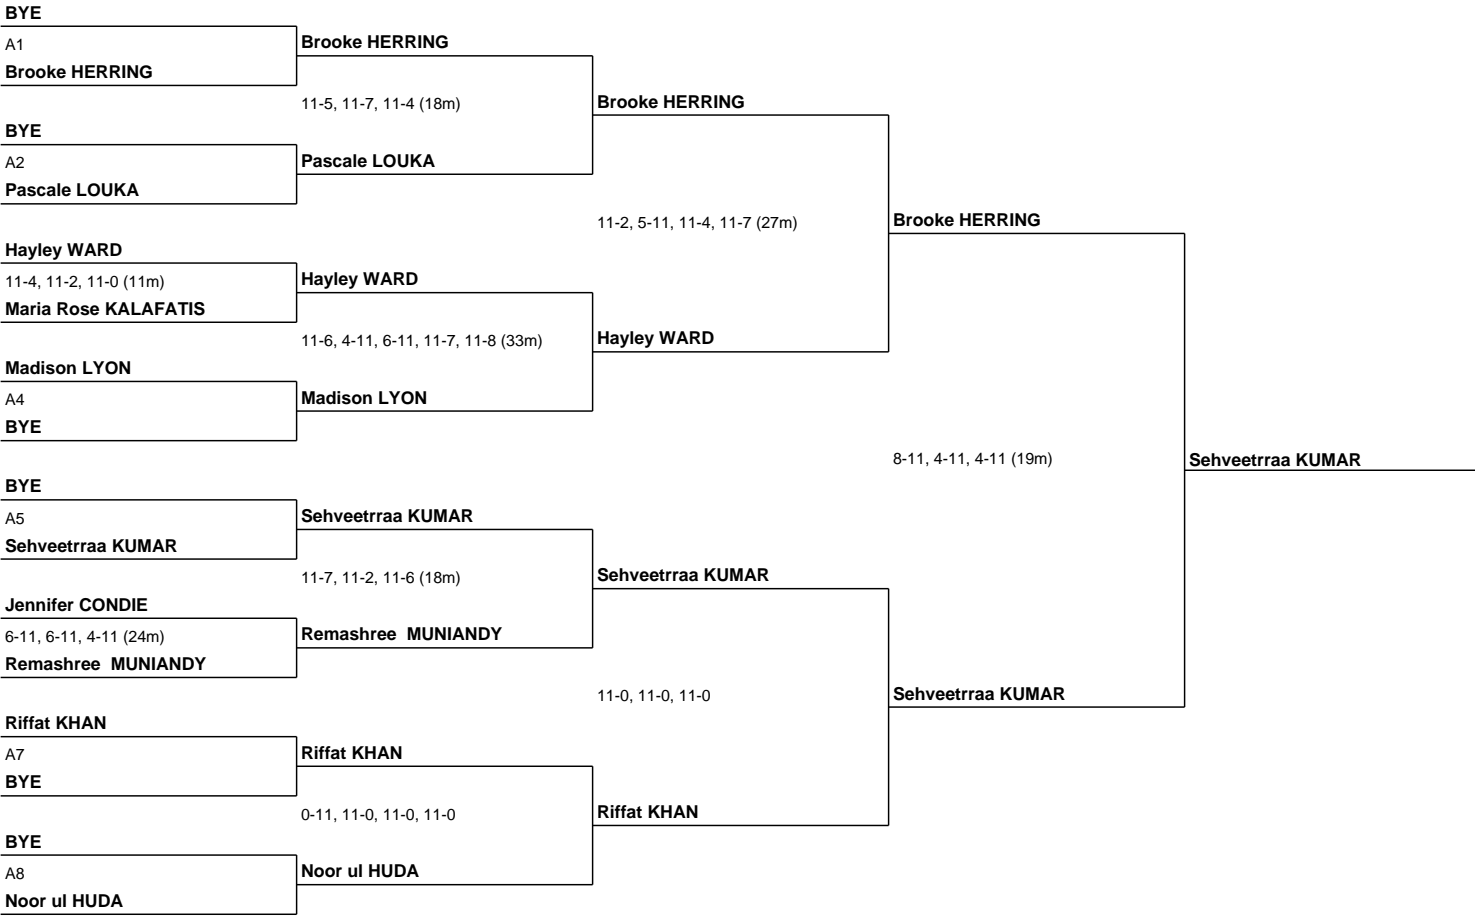 BYE
A1
Brooke HERRING
BYE
A2
Pascale LOUKA
Hayley WARD
11-4, 11-2, 11-0 (11m)
Maria Rose KALAFATIS
Madison LYON
A4
BYE
BYE
A5
Sehveetrraa KUMAR
Jennifer CONDIE
6-11, 6-11, 4-11 (24m)
Remashree  MUNIANDY
Riffat KHAN
A7
BYE
BYE
A8
Noor ul HUDA
Brooke HERRING
11-5, 11-7, 11-4 (18m)
Pascale LOUKA
Hayley WARD
11-6, 4-11, 6-11, 11-7, 11-8 (33m)
Madison LYON
Sehveetrraa KUMAR
11-7, 11-2, 11-6 (18m)
Remashree  MUNIANDY
Riffat KHAN
0-11, 11-0, 11-0, 11-0
Noor ul HUDA
Brooke HERRING
11-2, 5-11, 11-4, 11-7 (27m)
Hayley WARD
Sehveetrraa KUMAR
11-0, 11-0, 11-0
Riffat KHAN
Brooke HERRING
8-11, 4-11, 4-11 (19m)
Sehveetrraa KUMAR
Sehveetrraa KUMAR